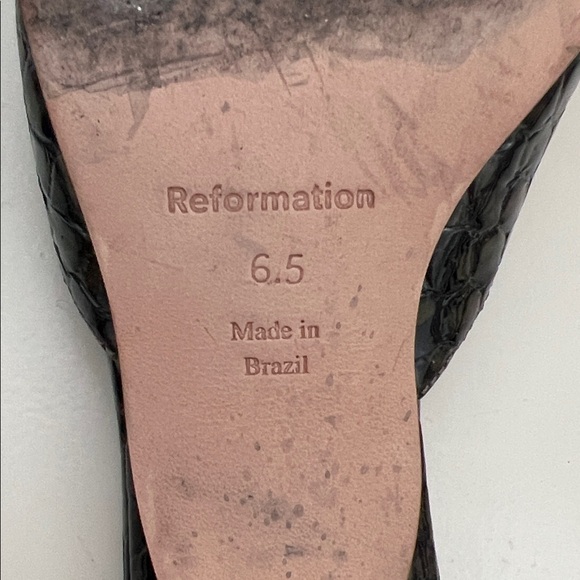 Reformation
6.5
Made in
Brazil